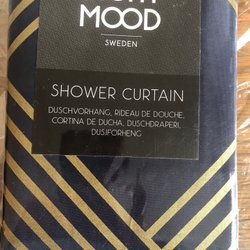 MOOD
SWEDEN
SHOWER CURTAIN
DUSCHVORHANG, RIDEAU DE DOUCHE,
CORTINA DE DUCHA, DUSCHDRAPERI,
DUSJFORHENG